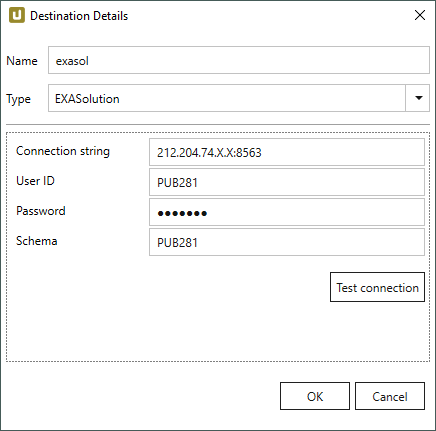 Destination Details
Name exasol
Type EXASolution
Connection string 212.204.74.X.X:8563
User ID PUB281
Password •••••••
Schema PUB281
Test connection
OK Cancel